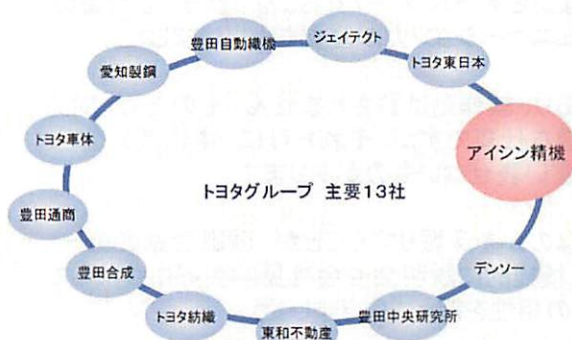 豊田自動織機
ジェイテクト
トヨタ東日本
愛知製鋼
アイシン精機
トヨタ車体
トヨタグループ 主要13社
豊田通商
デンソー
豊田合成
豊田中央研究所
トヨタ紡織
東和不動産